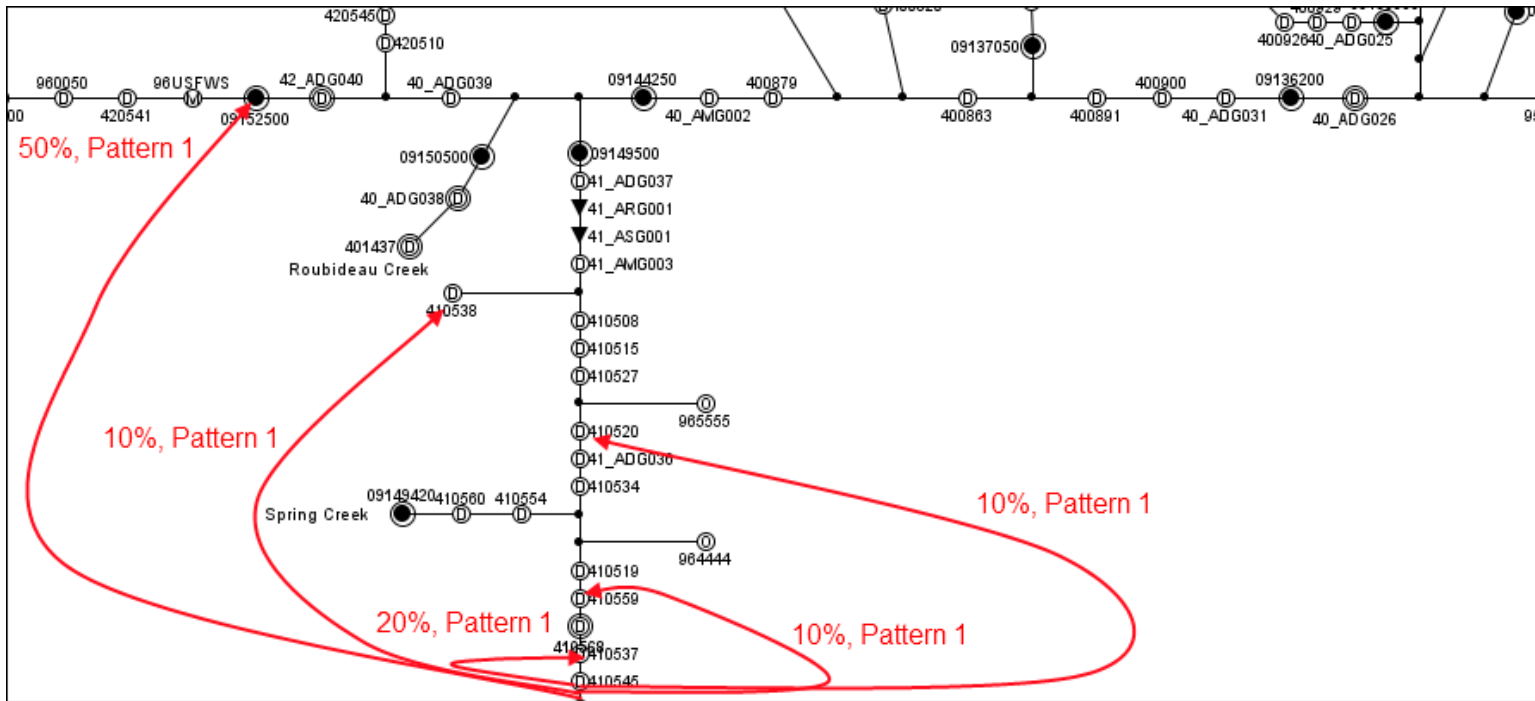 420545 D
D 420510
09137050
40092640_ADG025
960050 96USFWS 42_ADG040 40_ADG039 09144250 400879 400900 09136200
D D M D D D D D D D D D D
00 420541 09152500 40_AMG002 400863 400891 40_ADG031 40_ADG026 95
50%, Pattern 1
09150500
09149500
D 41_ADG037
40_ADG038 D
41_ARG001
401437 D
41_ASG001
Roubideau Creek
D 41_AMG003
D
410538
D 410508
D 410515
D 410527
O
965555
10%, Pattern 1
D 410520
D 41_ADG036
D 410534
09149420 410560 410554
Spring Creek D D
10%, Pattern 1
O
964444
D 410519
D 410559
20%, Pattern 1
D
410568
10%, Pattern 1
D 410537
D 410545